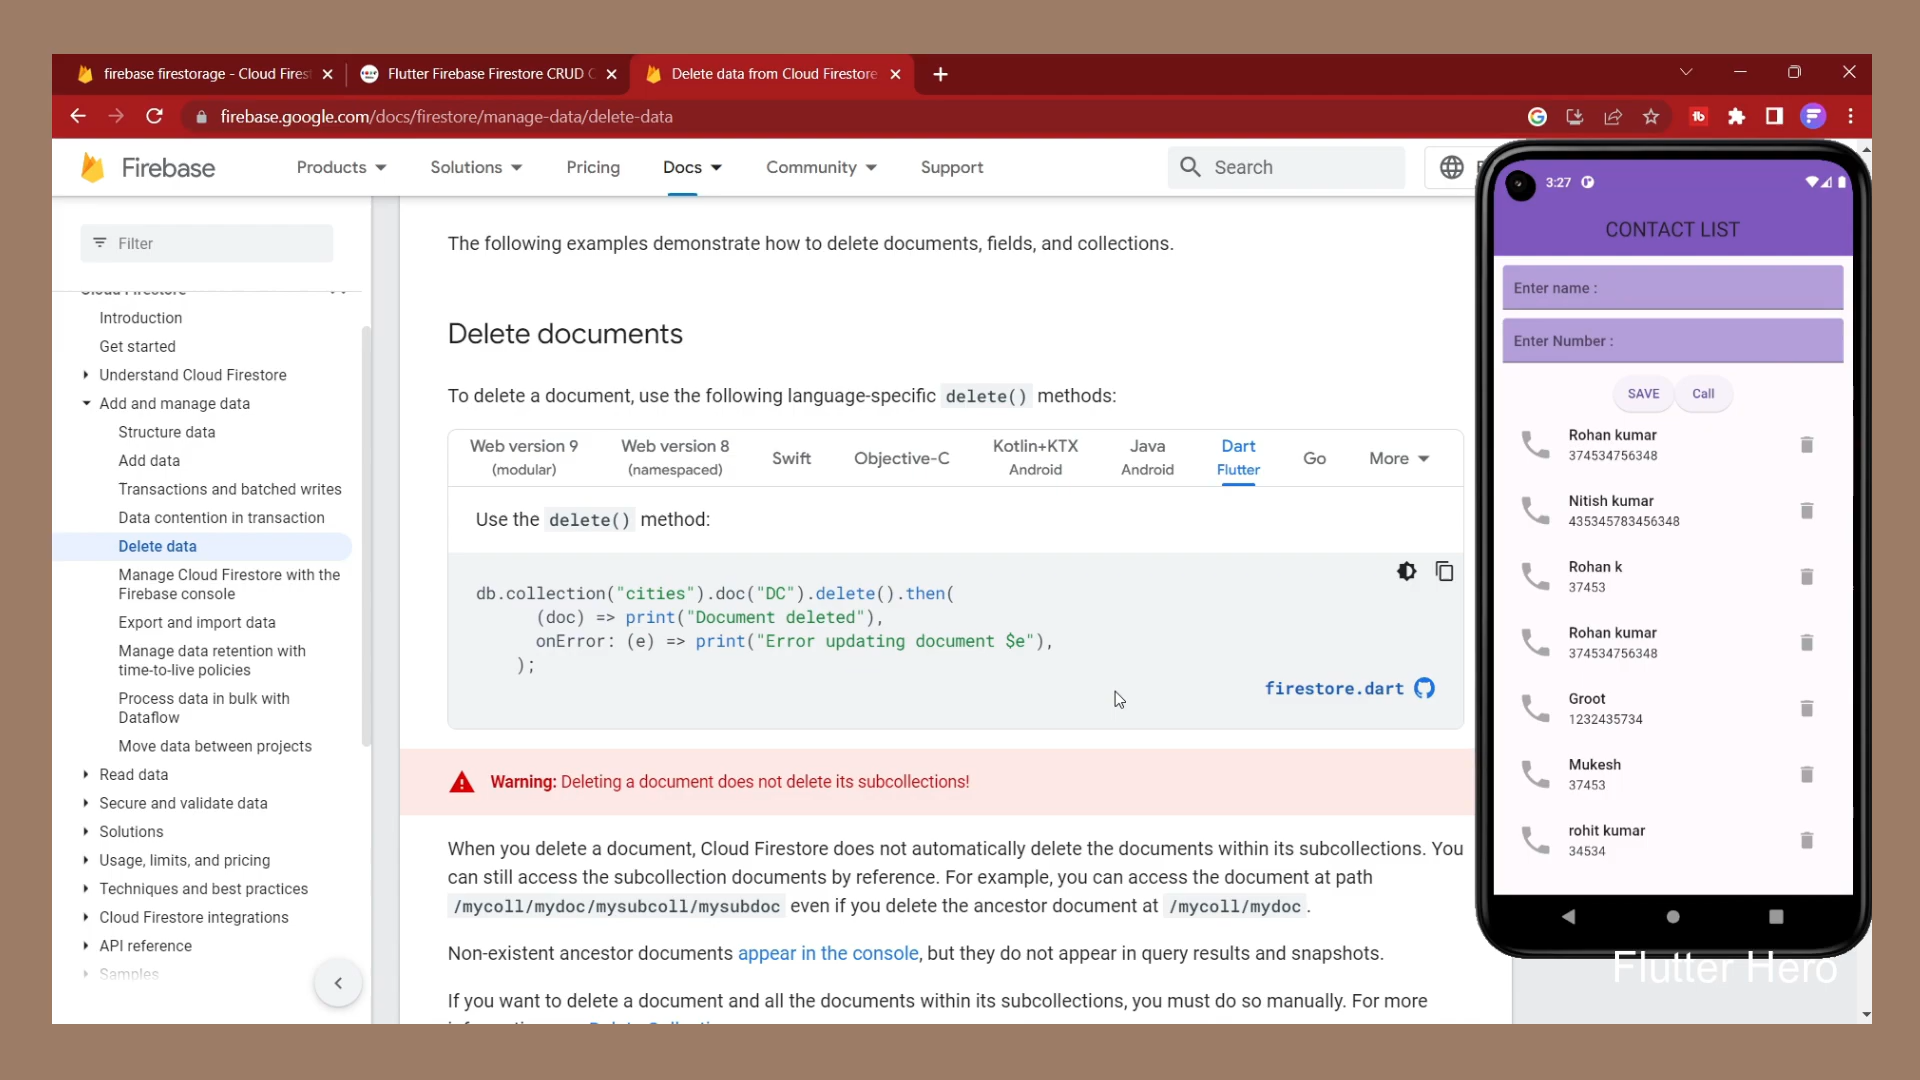 firebase firestorage - Cloud Fires
Flutter Firebase Firestore CRUD
Delete data from Cloud Firestore
firebase.google.com/docs/firestore/manage-data/delete-data
Firebase
Products
Solutions
Pricing
Docs
Community
Support
Search
Filter
Introduction
Get started
Understand Cloud Firestore
Add and manage data
Structure data
Add data
Transactions and batched writes
Data contention in transaction
Delete data
Manage Cloud Firestore with the
Firebase console
Export and import data
Manage data retention with
time-to-live policies
Process data in bulk with
Dataflow
Move data between projects
Read data
Secure and validate data
Solutions
Usage, limits, and pricing
Techniques and best practices
Cloud Firestore integrations
API reference
Samples
The following examples demonstrate how to delete documents, fields, and collections.
Delete documents
To delete a document, use the following language-specific delete() methods:
Web version 9
(modular)
Web version 8
(namespaced)
Swift
Objective-C
Kotlin+KTX
Android
Java
Android
Dart
Flutter
Go
More
Use the delete() method:
db.collection("cities").doc("DC").delete().then(
(doc) => print("Document deleted"),
onError: (e) => print("Error updating document $e"),
);
firestore.dart
Warning: Deleting a document does not delete its subcollections!
When you delete a document, Cloud Firestore does not automatically delete the documents within its subcollections. You
can still access the subcollection documents by reference. For example, you can access the document at path
/mycoll/mydoc/mysubcoll/mysubdoc even if you delete the ancestor document at /mycoll/mydoc.
Non-existent ancestor documents appear in the console, but they do not appear in query results and snapshots.
If you want to delete a document and all the documents within its subcollections, you must do so manually. For more
3:27
CONTACT LIST
Enter name :
Enter Number :
SAVE
Call
Rohan kumar
374534756348
Nitish kumar
435345783456348
Rohan k
37453
Rohan kumar
374534756348
Groot
1232435734
Mukesh
37453
rohit kumar
34534
Flutter Hero